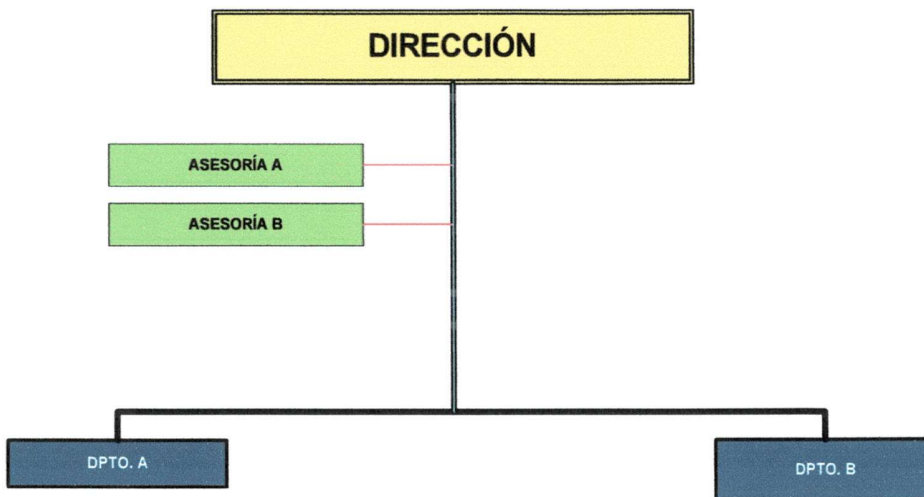 DIRECCIÓN
ASESORÍA A
ASESORÍA B
DPTO. A
DPTO. B